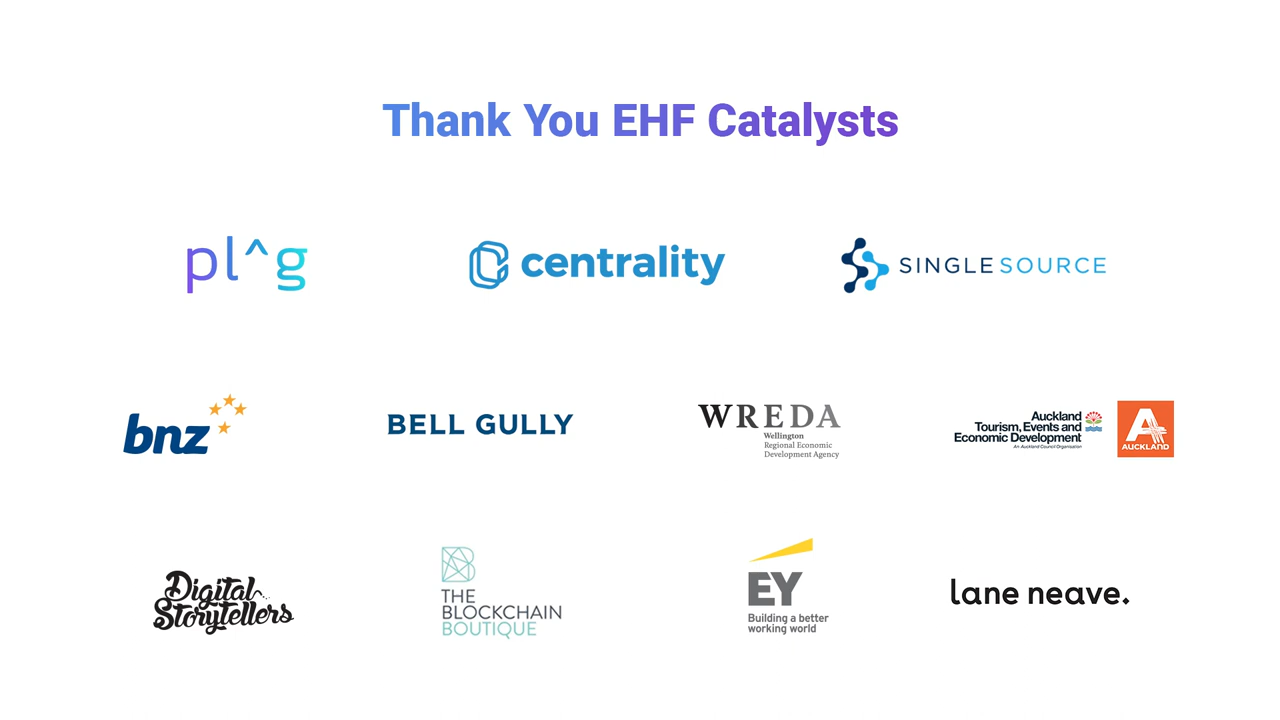 Thank You EHF Catalysts
pl^g
centrality
SINGLE SOURCE
bnz
BELL GULLY
WREDA
Wellington
Regional Economic
Development Agency
Auckland
Tourism, Events and
Economic Development
An Auckland Council Organisation
AUCKLAND
Digital
Storytellers
THE
BLOCKCHAIN
BOUTIQUE
EY
Building a better
working world
lane neave.